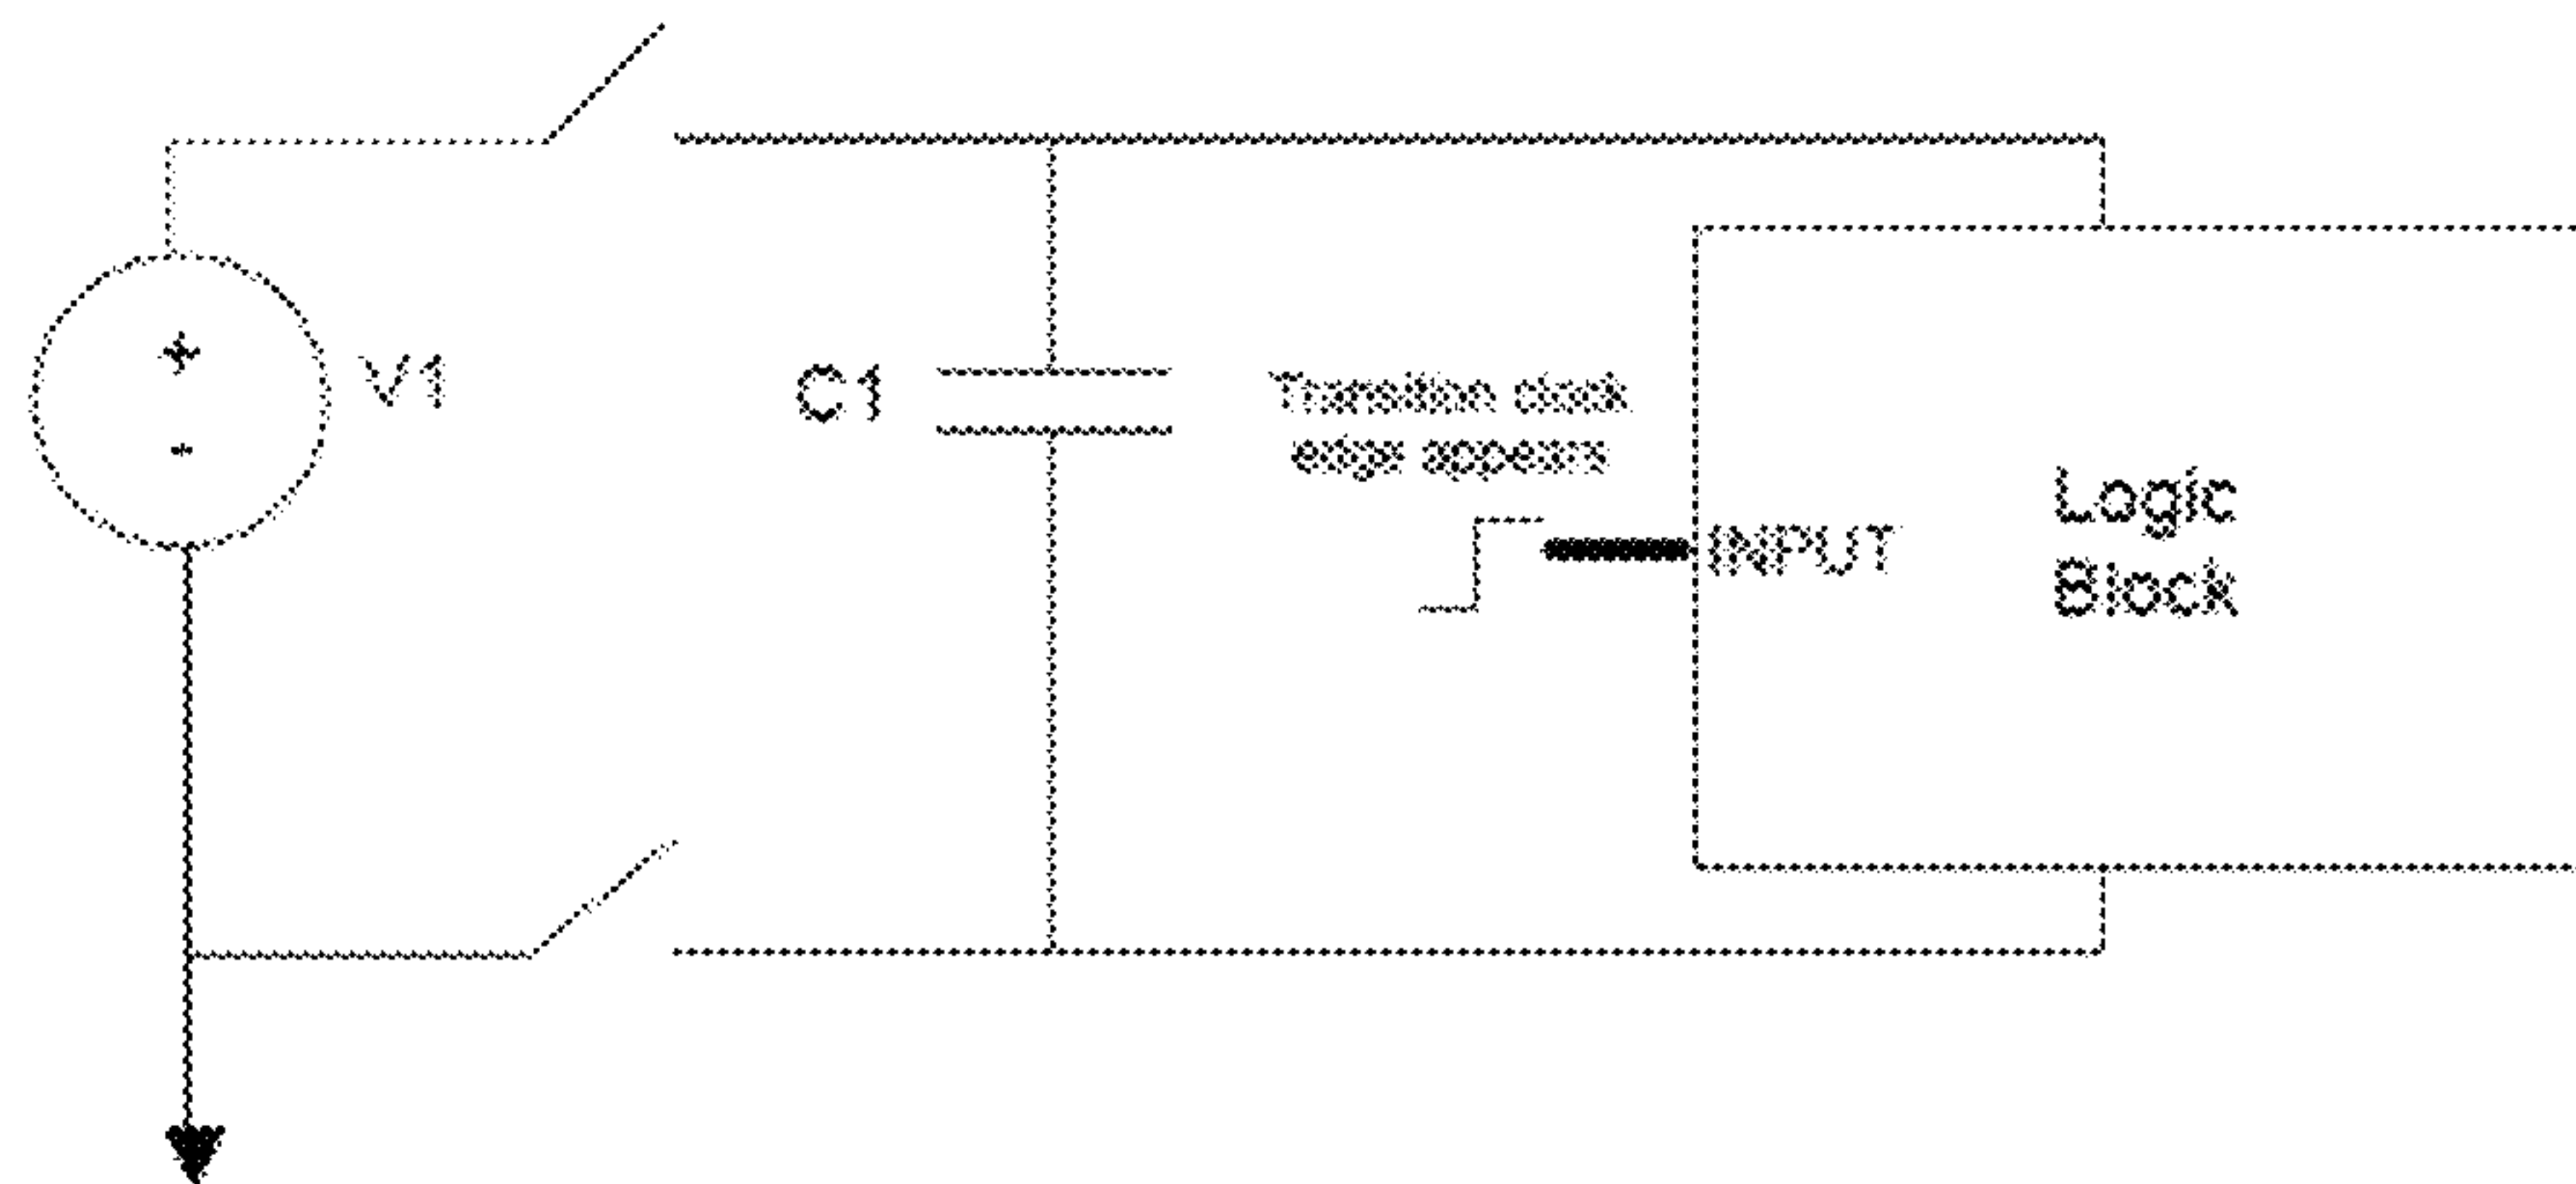 V1
C1
Transition clock
edge appears
INPUT
Logic
Block